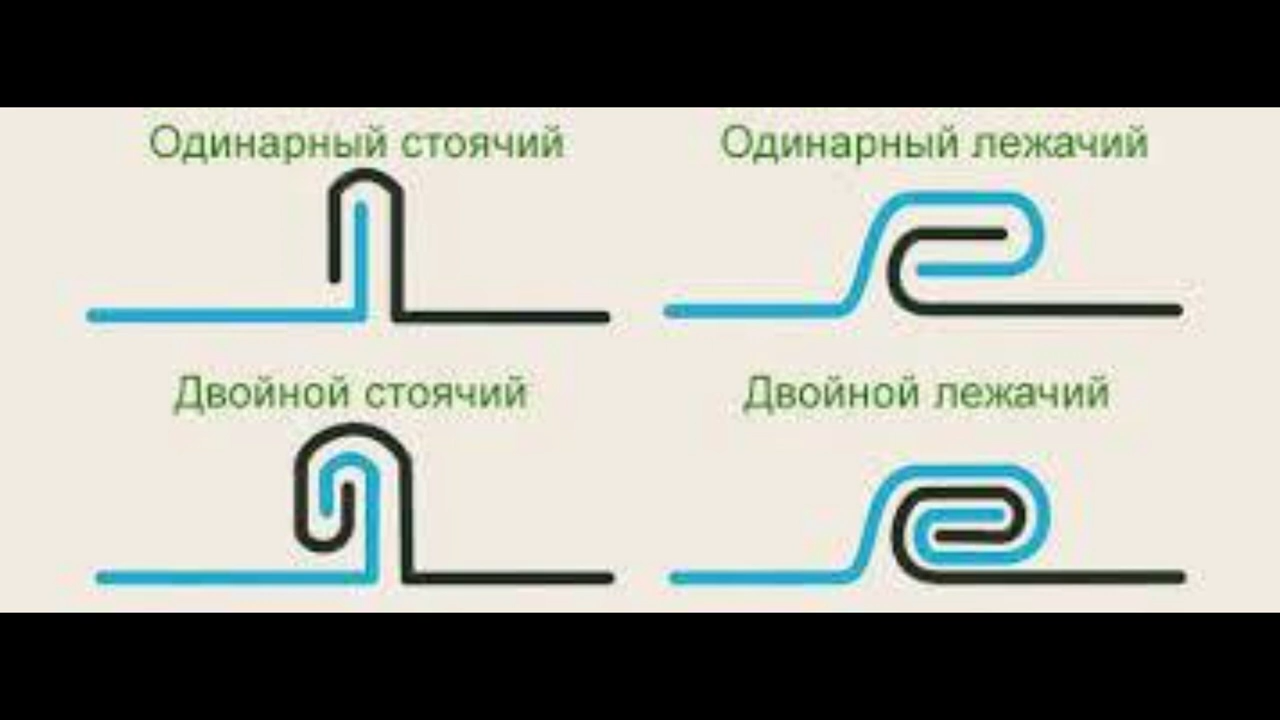 Одинарный стоячий
Одинарный лежачий
Двойной стоячий
Двойной лежачий